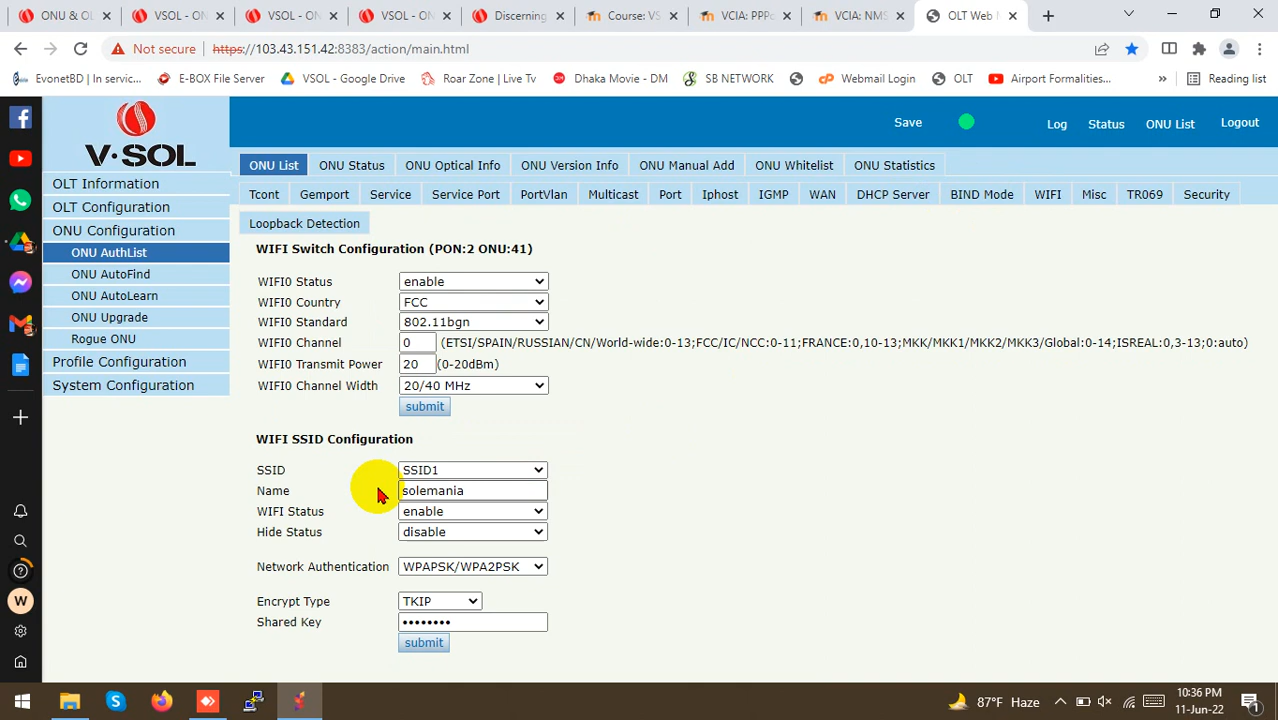 ONU & OL
VSOL - ON
VSOL - ON
VSOL - ON
Discerning
Course: VS
VCIA: PPPo
VCIA: NMS
OLT Web M
Not secure
https://103.43.151.42:8383/action/main.html
EvonetBD | In servic...
E-BOX File Server
VSOL - Google Drive
Roar Zone | Live Tv
Dhaka Movie - DM
SB NETWORK
Webmail Login
OLT
Airport Formalities...
»
Reading list
V·SOL
Save
Log
Status
ONU List
Logout
OLT Information
OLT Configuration
ONU Configuration
ONU AuthList
ONU AutoFind
ONU AutoLearn
ONU Upgrade
Rogue ONU
Profile Configuration
System Configuration
ONU List
ONU Status
ONU Optical Info
ONU Version Info
ONU Manual Add
ONU Whitelist
ONU Statistics
Tcont
Gemport
Service
Service Port
PortVlan
Multicast
Port
Iphost
IGMP
WAN
DHCP Server
BIND Mode
WIFI
Misc
TR069
Security
Loopback Detection
WIFI Switch Configuration (PON:2 ONU:41)
WIFI0 Status enable
WIFI0 Country FCC
WIFI0 Standard 802.11bgn
WIFI0 Channel 0 (ETSI/SPAIN/RUSSIAN/CN/World-wide:0-13;FCC/IC/NCC:0-11;FRANCE:0,10-13;MKK/MKK1/MKK2/MKK3/Global:0-14;ISREAL:0,3-13;0:auto)
WIFI0 Transmit Power 20 (0-20dBm)
WIFI0 Channel Width 20/40 MHz
submit
WIFI SSID Configuration
SSID SSID1
Name solemania
WIFI Status enable
Hide Status disable
Network Authentication WPAPSK/WPA2PSK
Encrypt Type TKIP
Shared Key ••••••••
submit
W
87°F Haze
10:36 PM
11-Jun-22
1